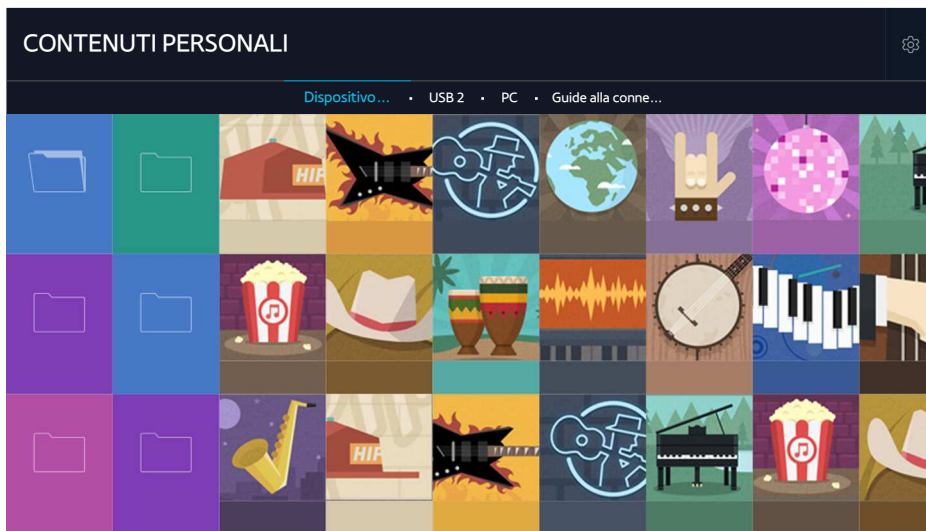 CONTENUTI PERSONALI
Dispositivo... • USB 2 • PC • Guide alla conne...
HIP
HIP